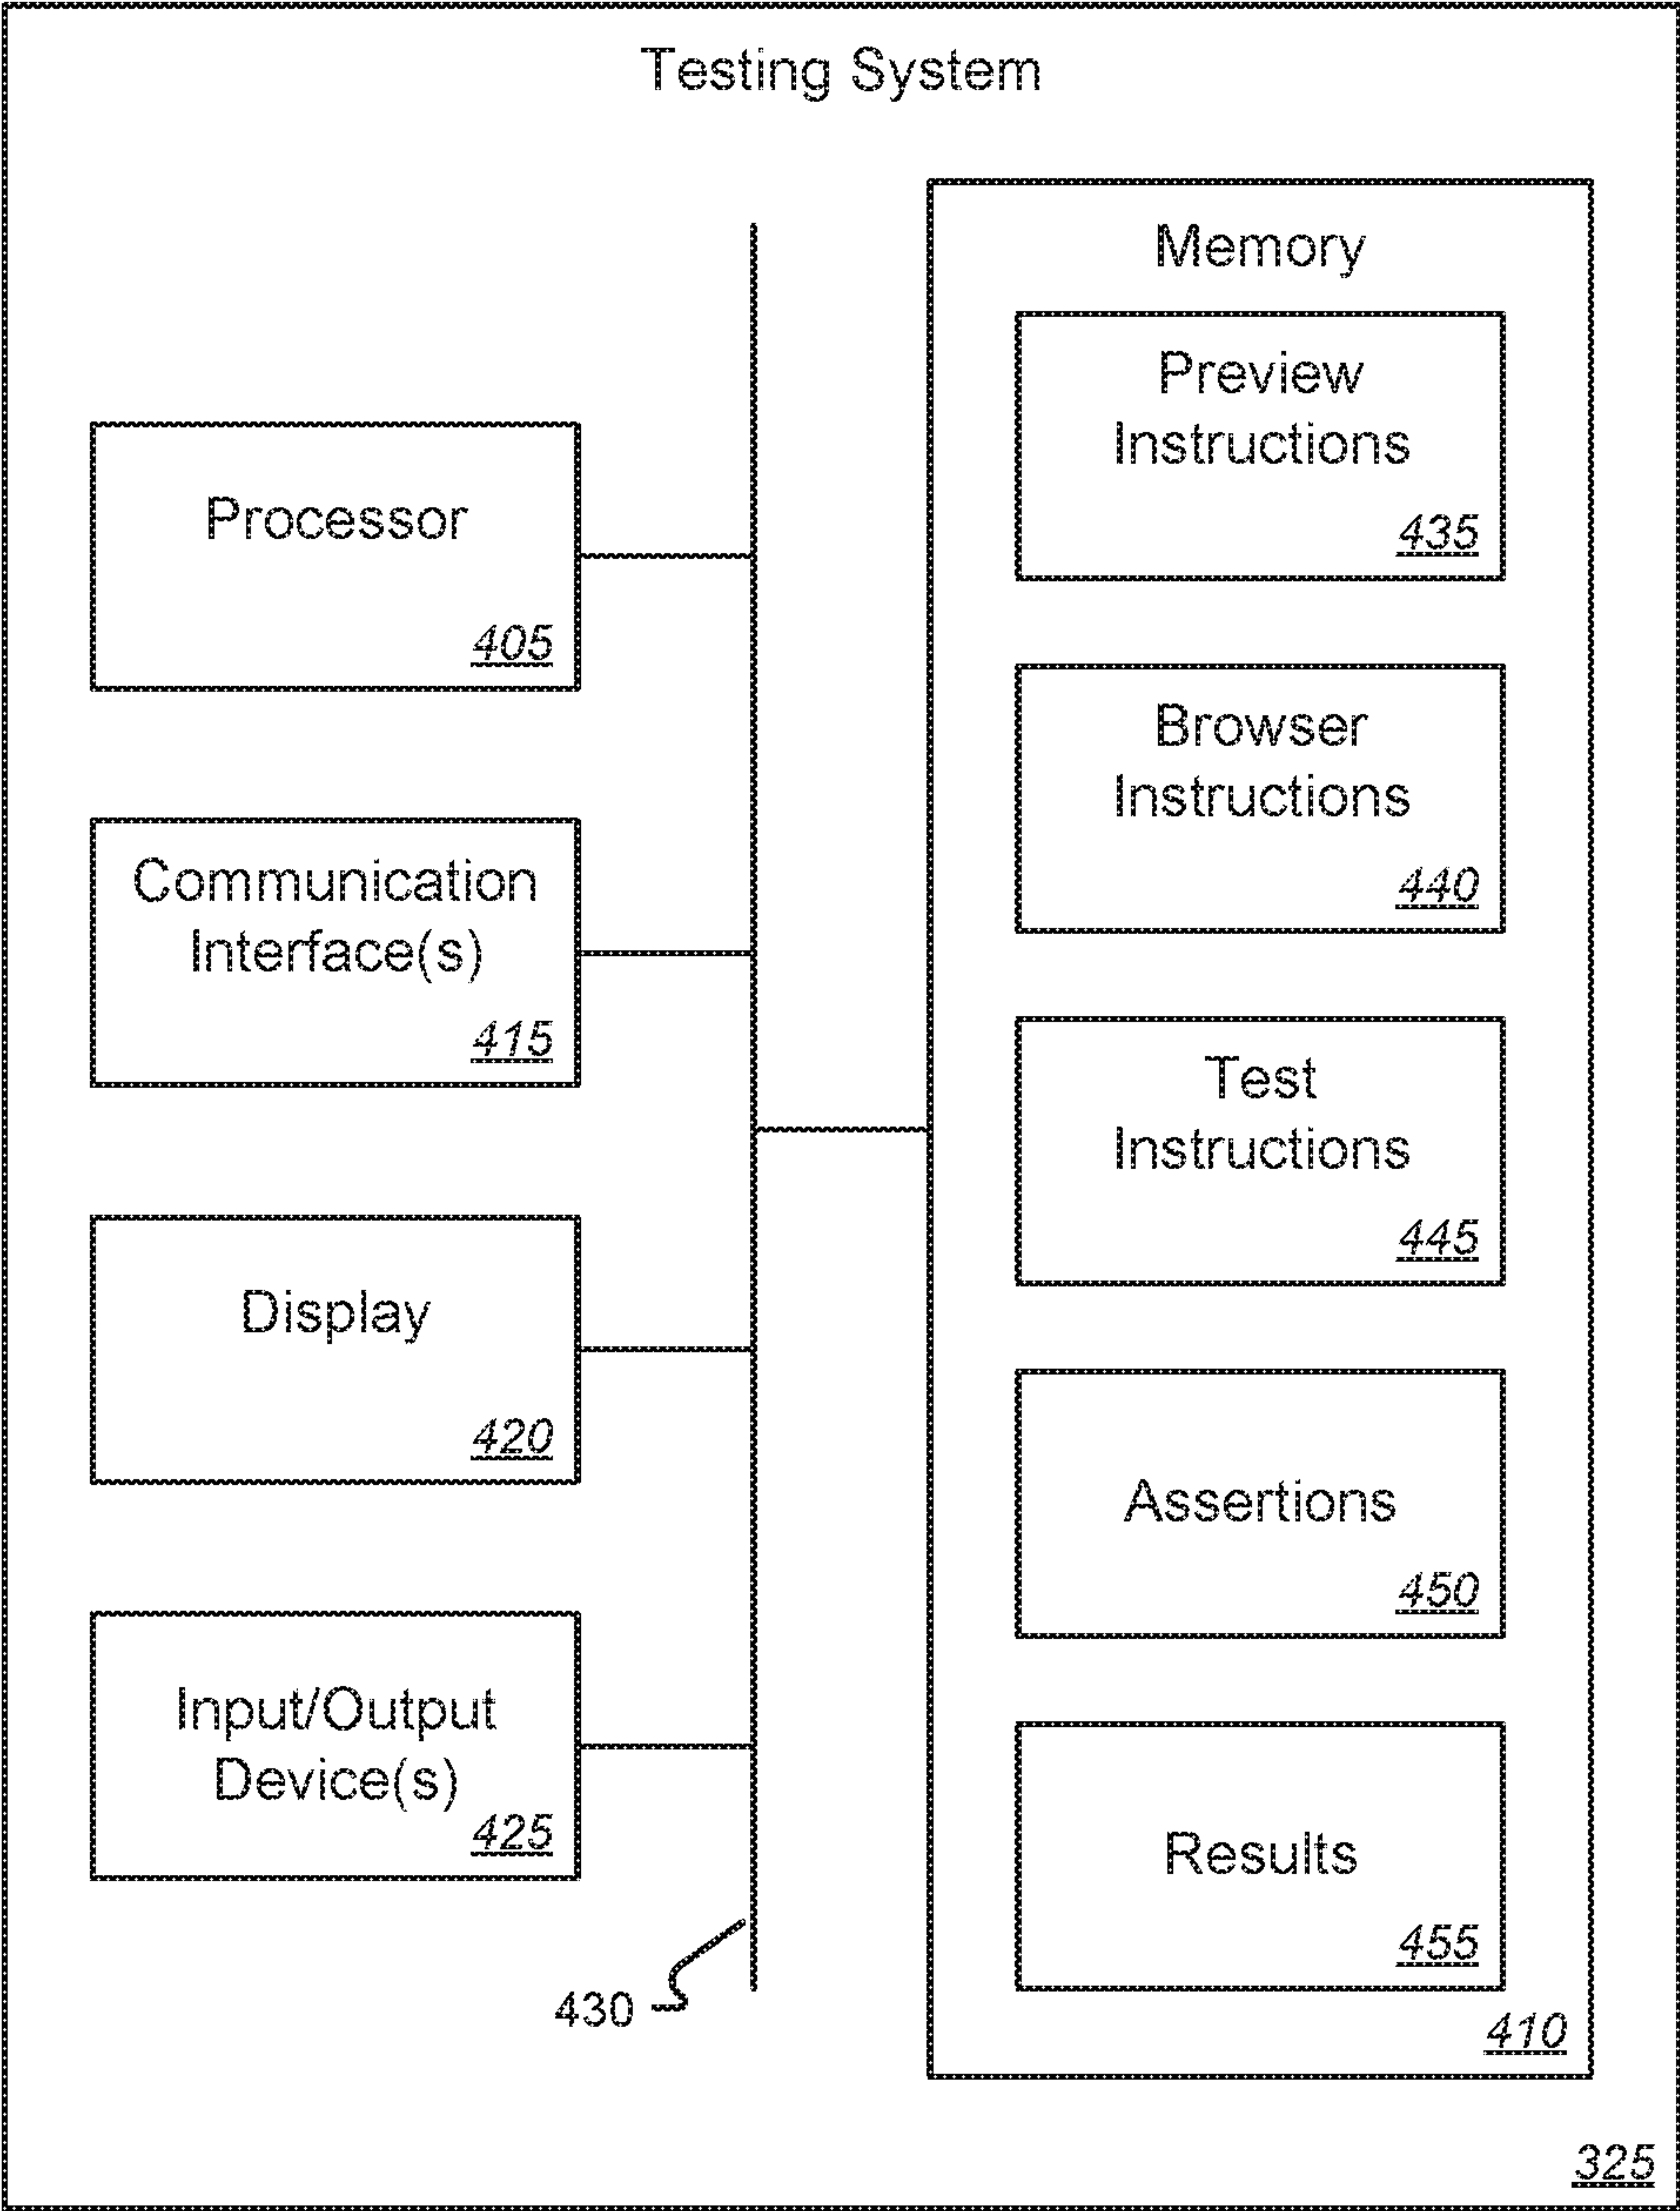 Testing System
Processor
405
Communication
Interface(s)
415
Display
420
Input/Output
Device(s)
425
430
Memory
Preview
Instructions
435
Browser
Instructions
440
Test
Instructions
445
Assertions
450
Results
455
410
325